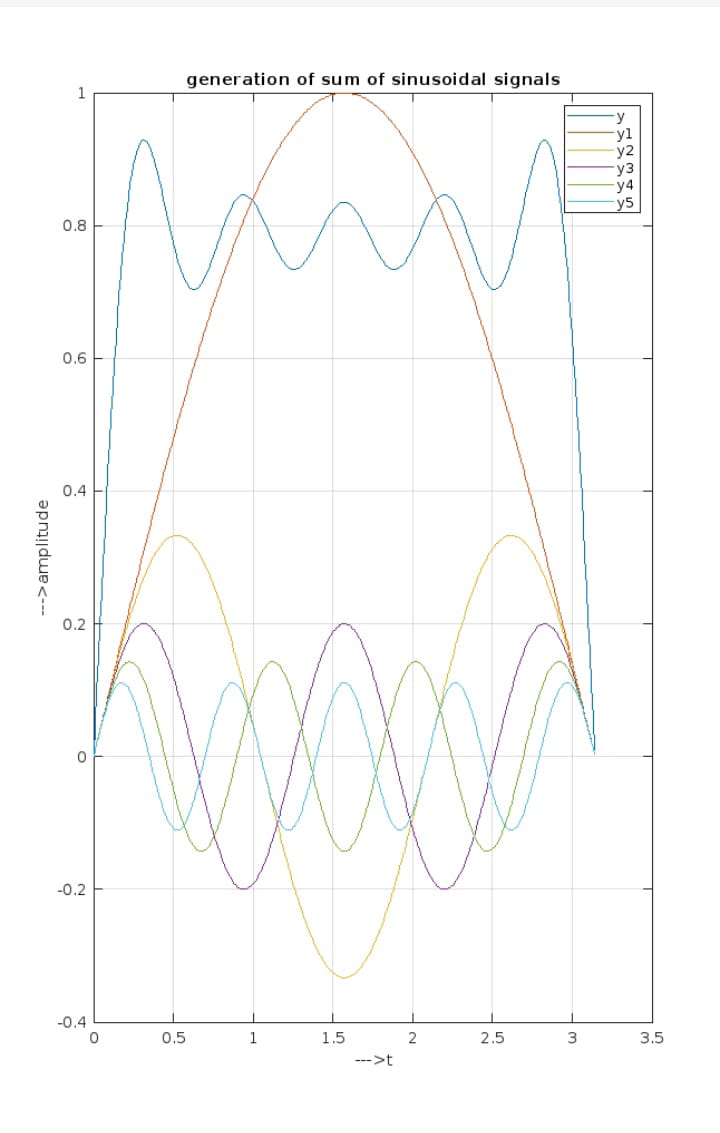 generation of sum of sinusoidal signals
y
y1
y2
y3
y4
y5
1
0.8
0.6
0.4
0.2
0
-0.2
-0.4
--->amplitude
0 0.5 1 1.5 2 2.5 3 3.5
--->t